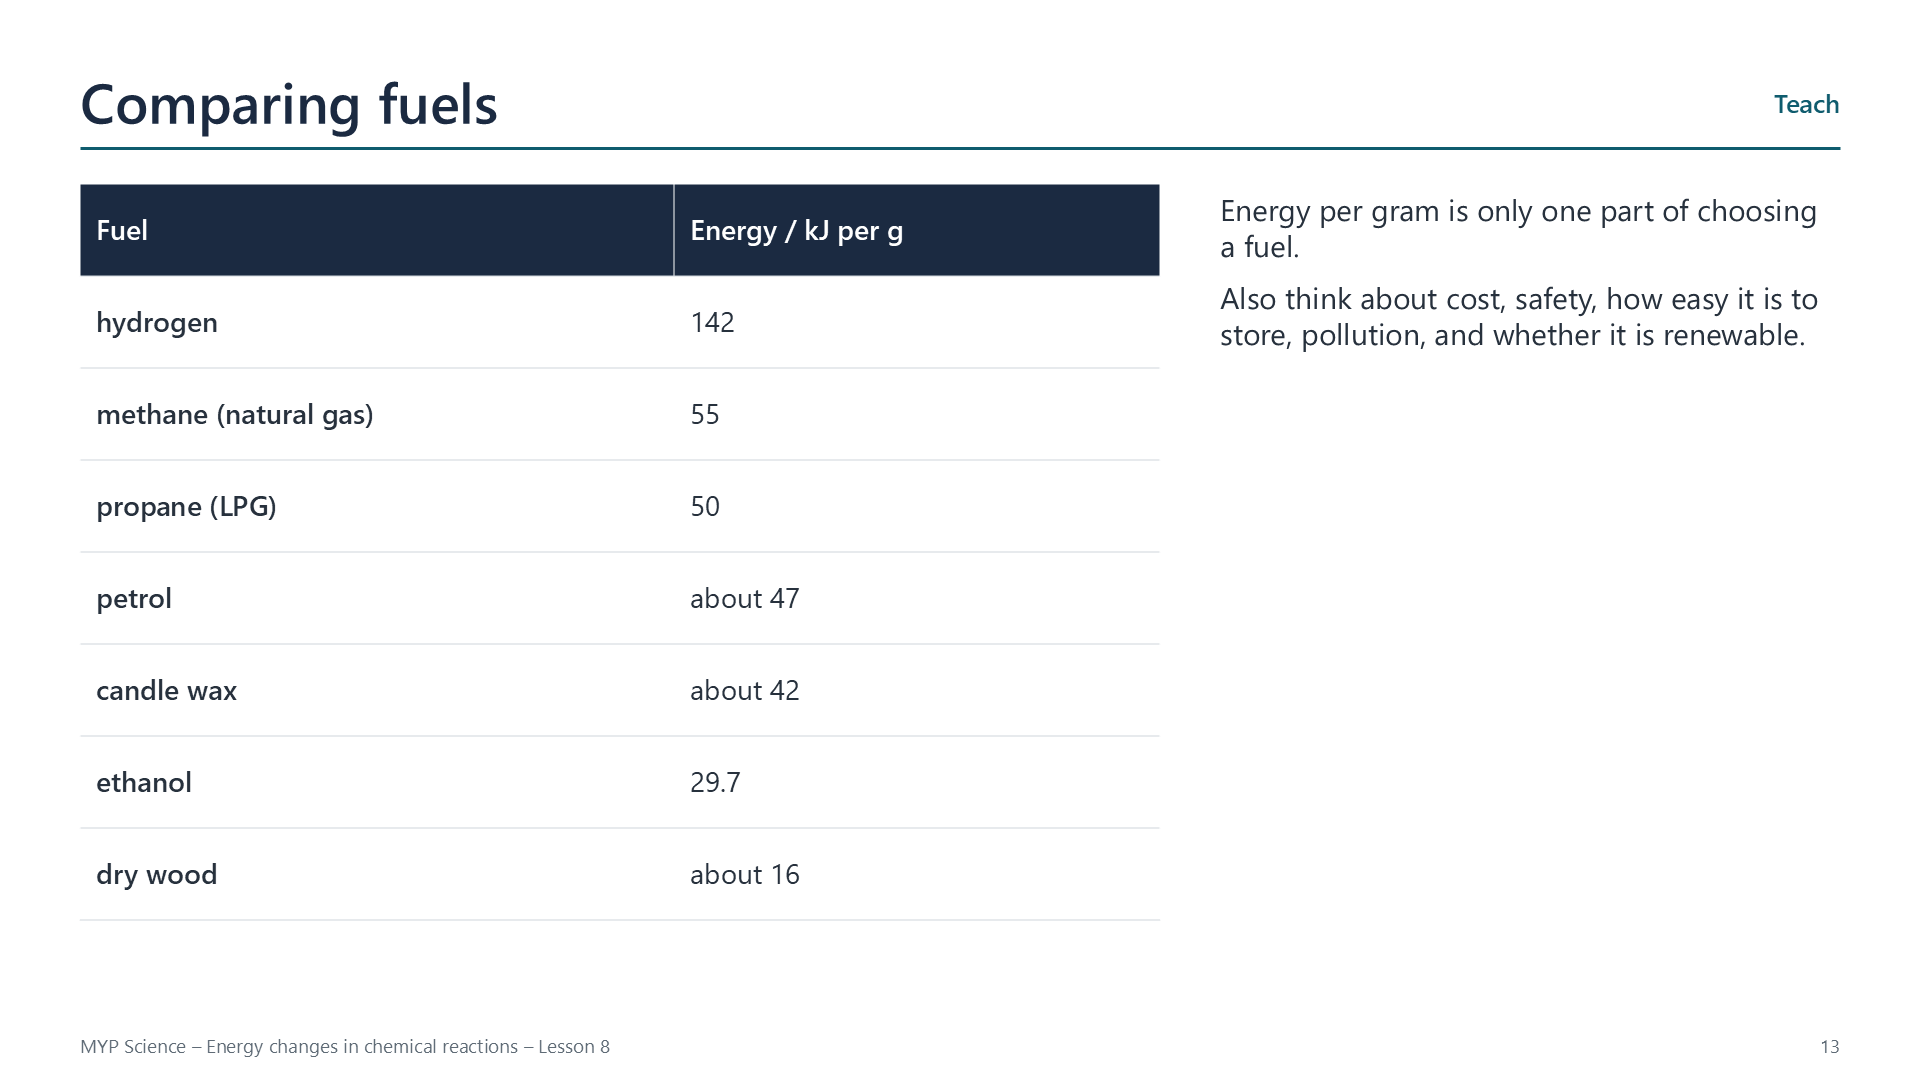 Comparing fuels
Teach
Fuel
Energy / kJ per g
hydrogen
142
methane (natural gas)
55
propane (LPG)
50
petrol
about 47
candle wax
about 42
ethanol
29.7
dry wood
about 16
Energy per gram is only one part of choosing
a fuel.
Also think about cost, safety, how easy it is to
store, pollution, and whether it is renewable.
MYP Science – Energy changes in chemical reactions – Lesson 8
13